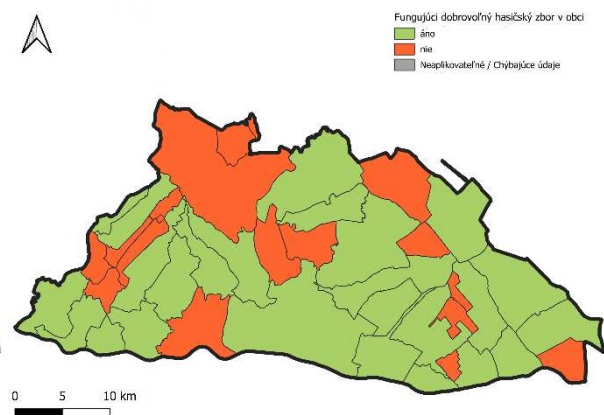 Fungujúci dobrovoľný hasičský zbor v obci
áno
nie
Neaplikovateľné / Chýbajúce údaje
0 5 10 km